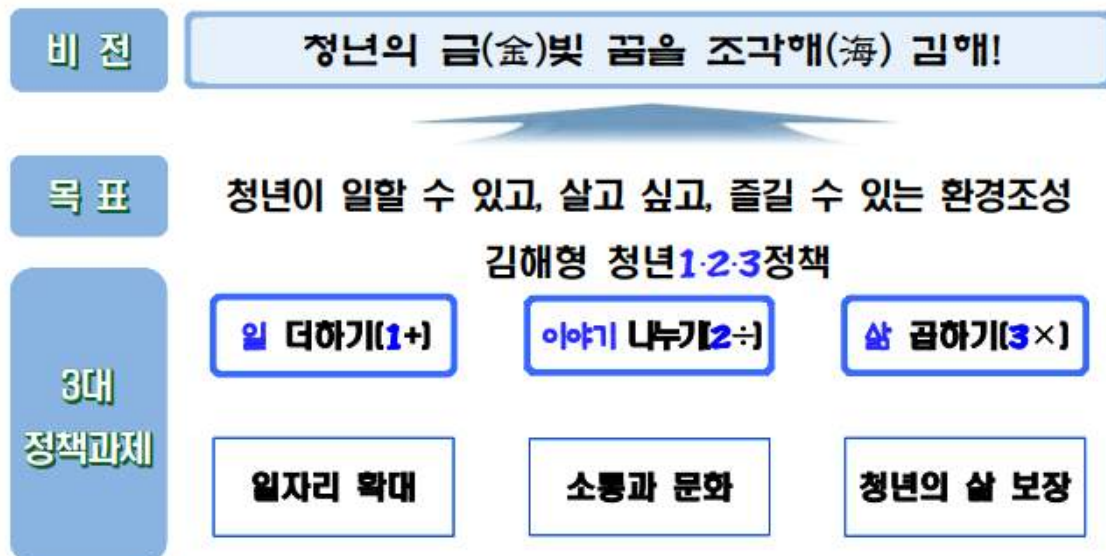 비 전
청년의 금(金)빛 꿈을 조각해(海) 김해!
목 표
청년이 일할 수 있고, 살고 싶고, 즐길 수 있는 환경조성
김해형 청년1·2·3정책
3대
정책과제
일 더하기(1+)
이야기 나누기(2÷)
삶 곱하기(3×)
일자리 확대
소통과 문화
청년의 삶 보장